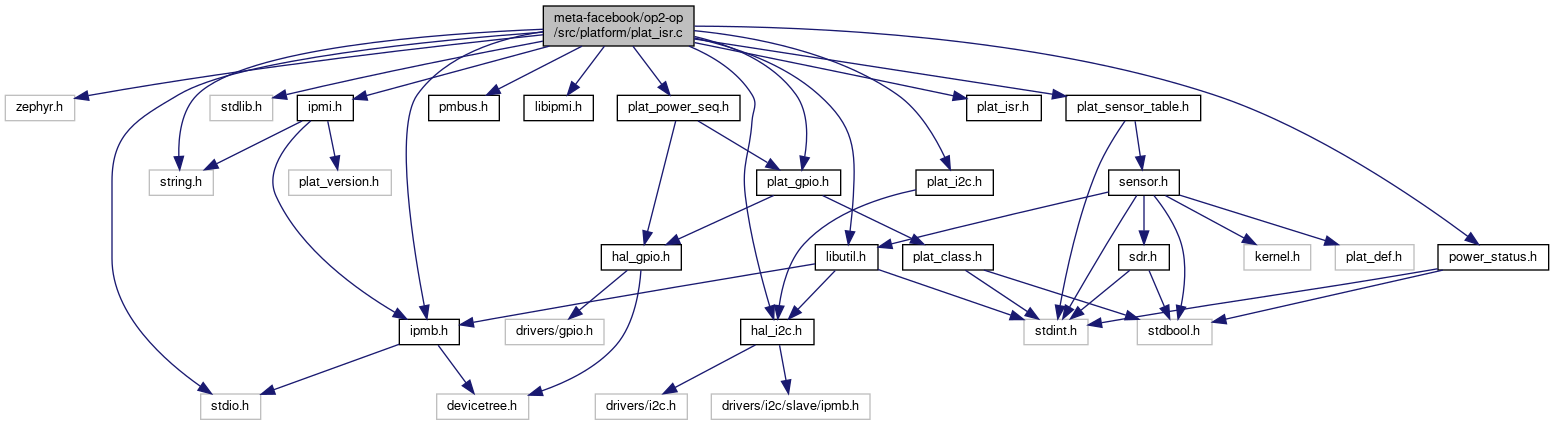 meta-facebook/op2-op
/src/platform/plat_isr.c
zephyr.h
stdlib.h
ipmi.h
pmbus.h
libipmi.h
plat_power_seq.h
plat_isr.h
plat_sensor_table.h
string.h
plat_version.h
plat_gpio.h
plat_i2c.h
sensor.h
hal_gpio.h
libutil.h
plat_class.h
sdr.h
kernel.h
plat_def.h
power_status.h
ipmb.h
drivers/gpio.h
hal_i2c.h
stdint.h
stdbool.h
stdio.h
devicetree.h
drivers/i2c.h
drivers/i2c/slave/ipmb.h